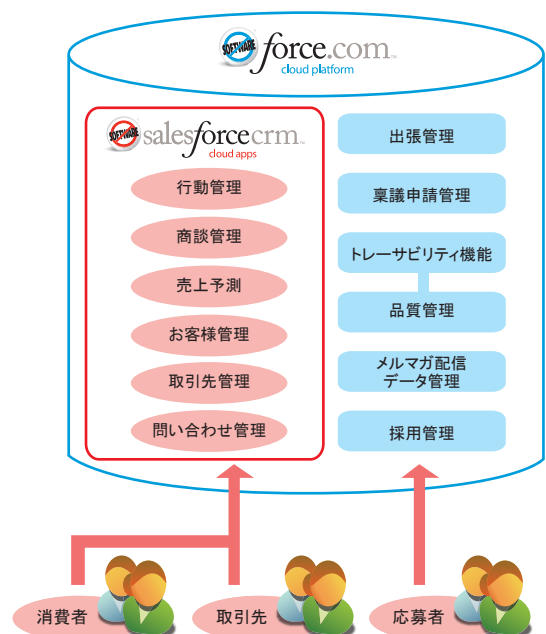 SOFTWARE
force.com
cloud platform
SOFTWARE
salesforcecrm
cloud apps
行動管理
商談管理
売上予測
お客様管理
取引先管理
問い合わせ管理
出張管理
稟議申請管理
トレーサビリティ機能
品質管理
メルマガ配信
データ管理
採用管理
消費者
取引先
応募者